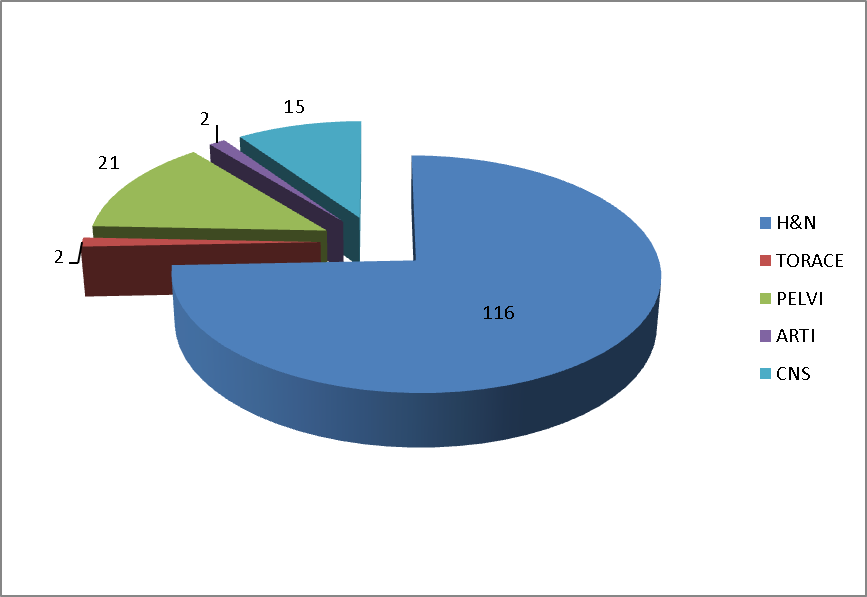 15
2
21
2
116
H&N
TORACE
PELVI
ARTI
CNS